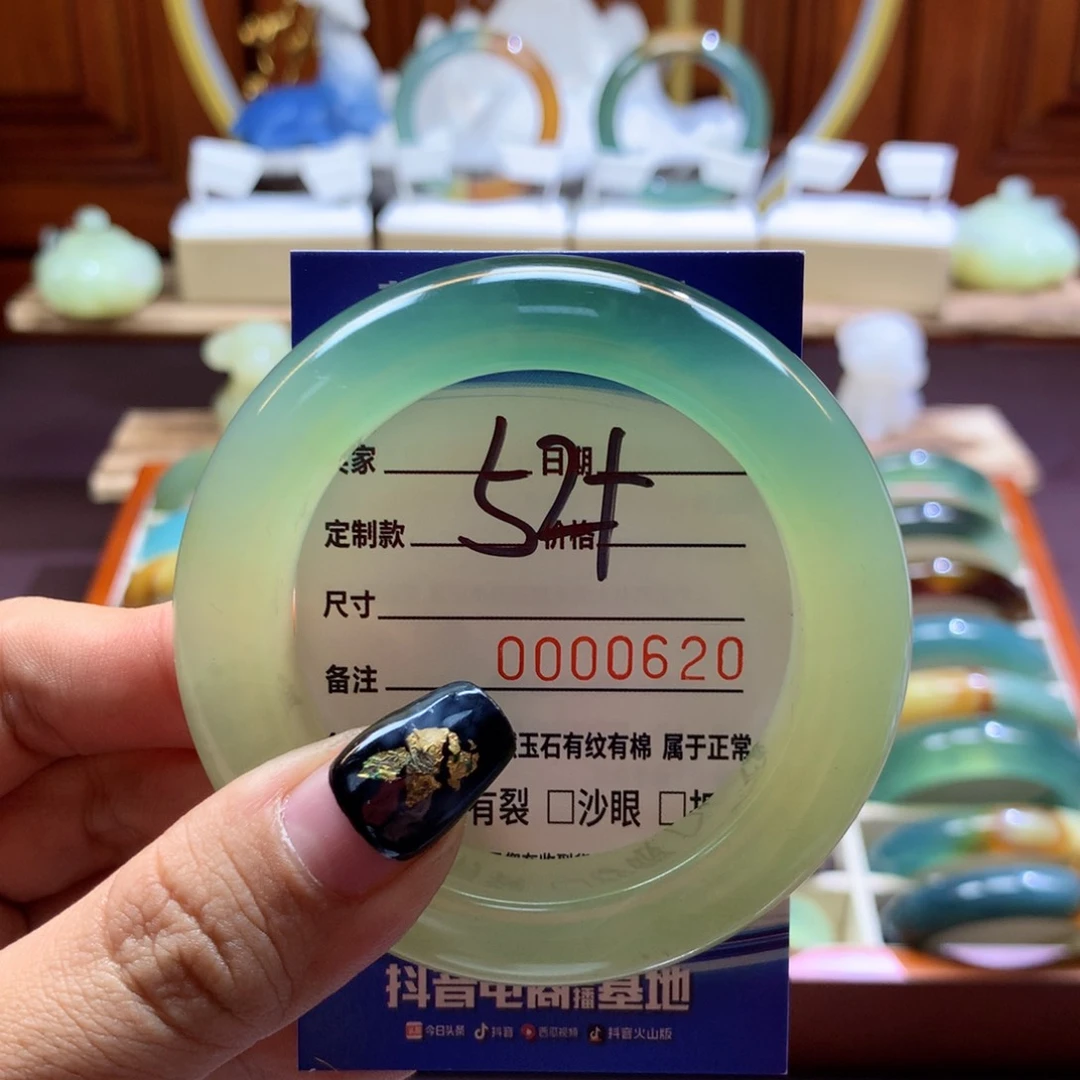 家 日期
54
定制款 价格
尺寸
0000620
备注
玉石有纹有棉 属于正常
有裂 □沙眼 □
抖音电商直播基地
今日头条 抖音 西瓜视频 抖音火山版